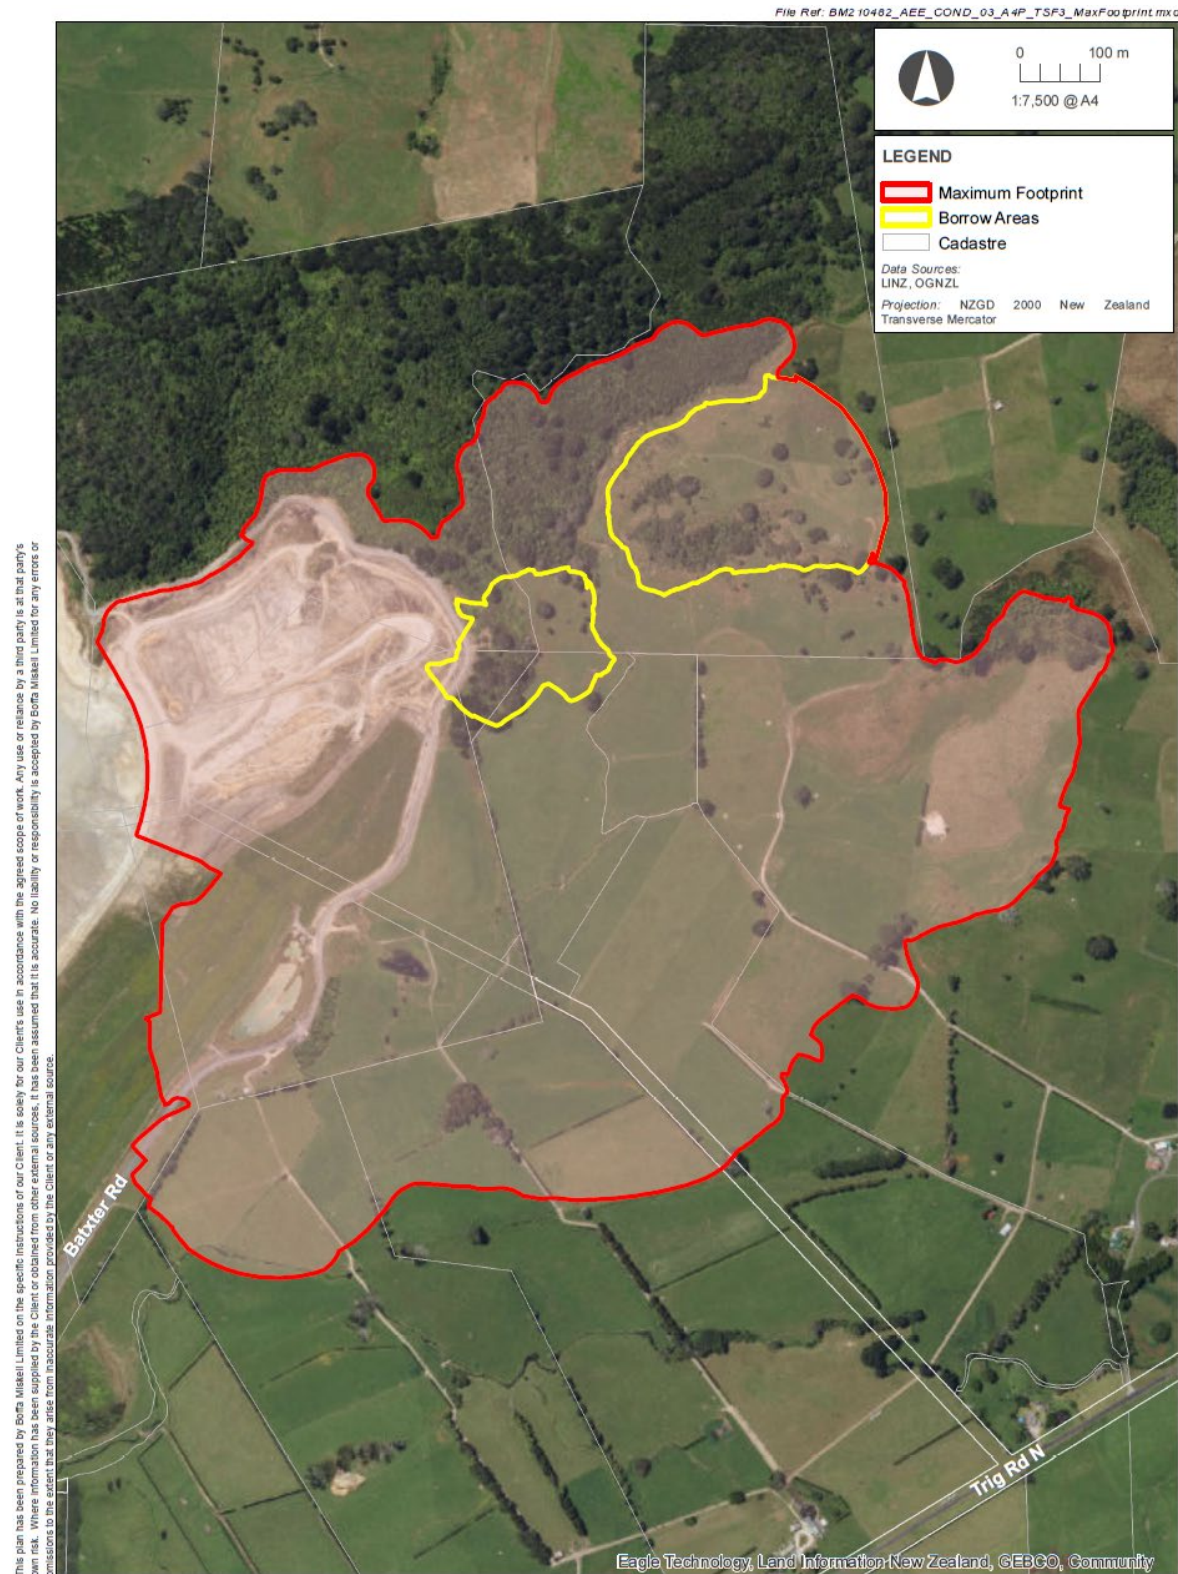 File Ref: BM210482_AEE_COND_03_A4P_TSF3_MaxFootprint.mxd
0 100 m
1:7,500 @ A4
LEGEND
Maximum Footprint
Borrow Areas
Cadastre
Data Sources:
LINZ, OGNZL
Projection: NZGD 2000 New Zealand
Transverse Mercator
This plan has been prepared by Boffa Miskell Limited on the specific instructions of our Client. It is solely for our Client's use in accordance with the agreed scope of work. Any use or reliance by a third party is at that party's
own risk. Where information has been supplied by the Client or obtained from other external sources, it has been assumed that it is accurate. No liability or responsibility is accepted by Boffa Miskell Limited for any errors or
omissions to the extent that they arise from inaccurate information provided by the Client or any external source.
Batxter Rd
Trig Rd N
Eagle Technology, Land Information New Zealand, GEBCO, Community